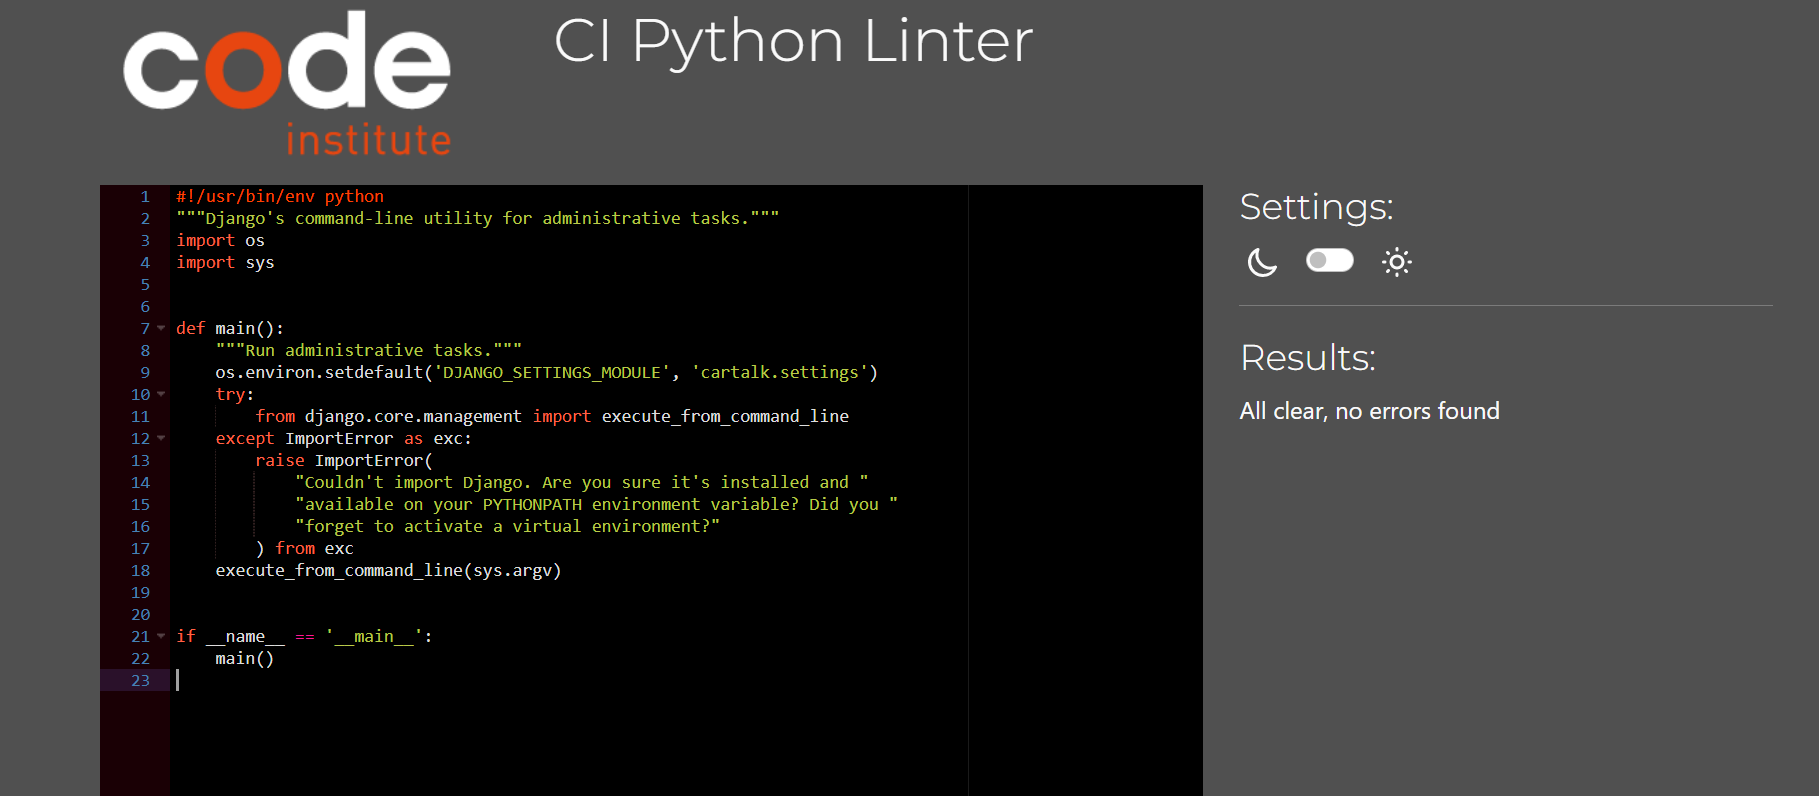 code
institute
CI Python Linter
1 #!/usr/bin/env python
2 """Django's command-line utility for administrative tasks."""
3 import os
4 import sys
5
6
7 def main():
8     """Run administrative tasks."""
9     os.environ.setdefault('DJANGO_SETTINGS_MODULE', 'cartalk.settings')
10     try:
11         from django.core.management import execute_from_command_line
12     except ImportError as exc:
13         raise ImportError(
14             "Couldn't import Django. Are you sure it's installed and "
15             "available on your PYTHONPATH environment variable? Did you "
16             "forget to activate a virtual environment?"
17         ) from exc
18     execute_from_command_line(sys.argv)
19
20
21 if __name__ == '__main__':
22     main()
23
Settings:
Results:
All clear, no errors found